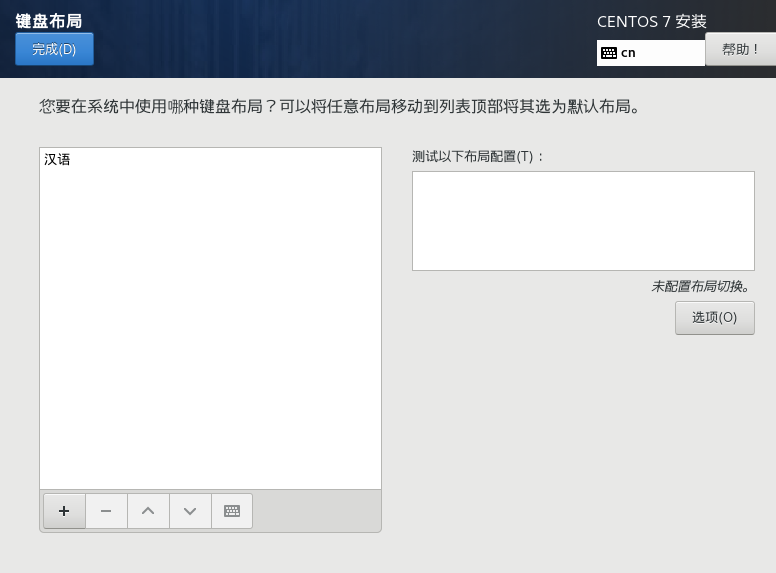 键盘布局
CENTOS 7 安装
完成(D)
cn
帮助！
您要在系统中使用哪种键盘布局？可以将任意布局移动到列表顶部将其选为默认布局。
汉语
测试以下布局配置(T)：
未配置布局切换。
选项(O)